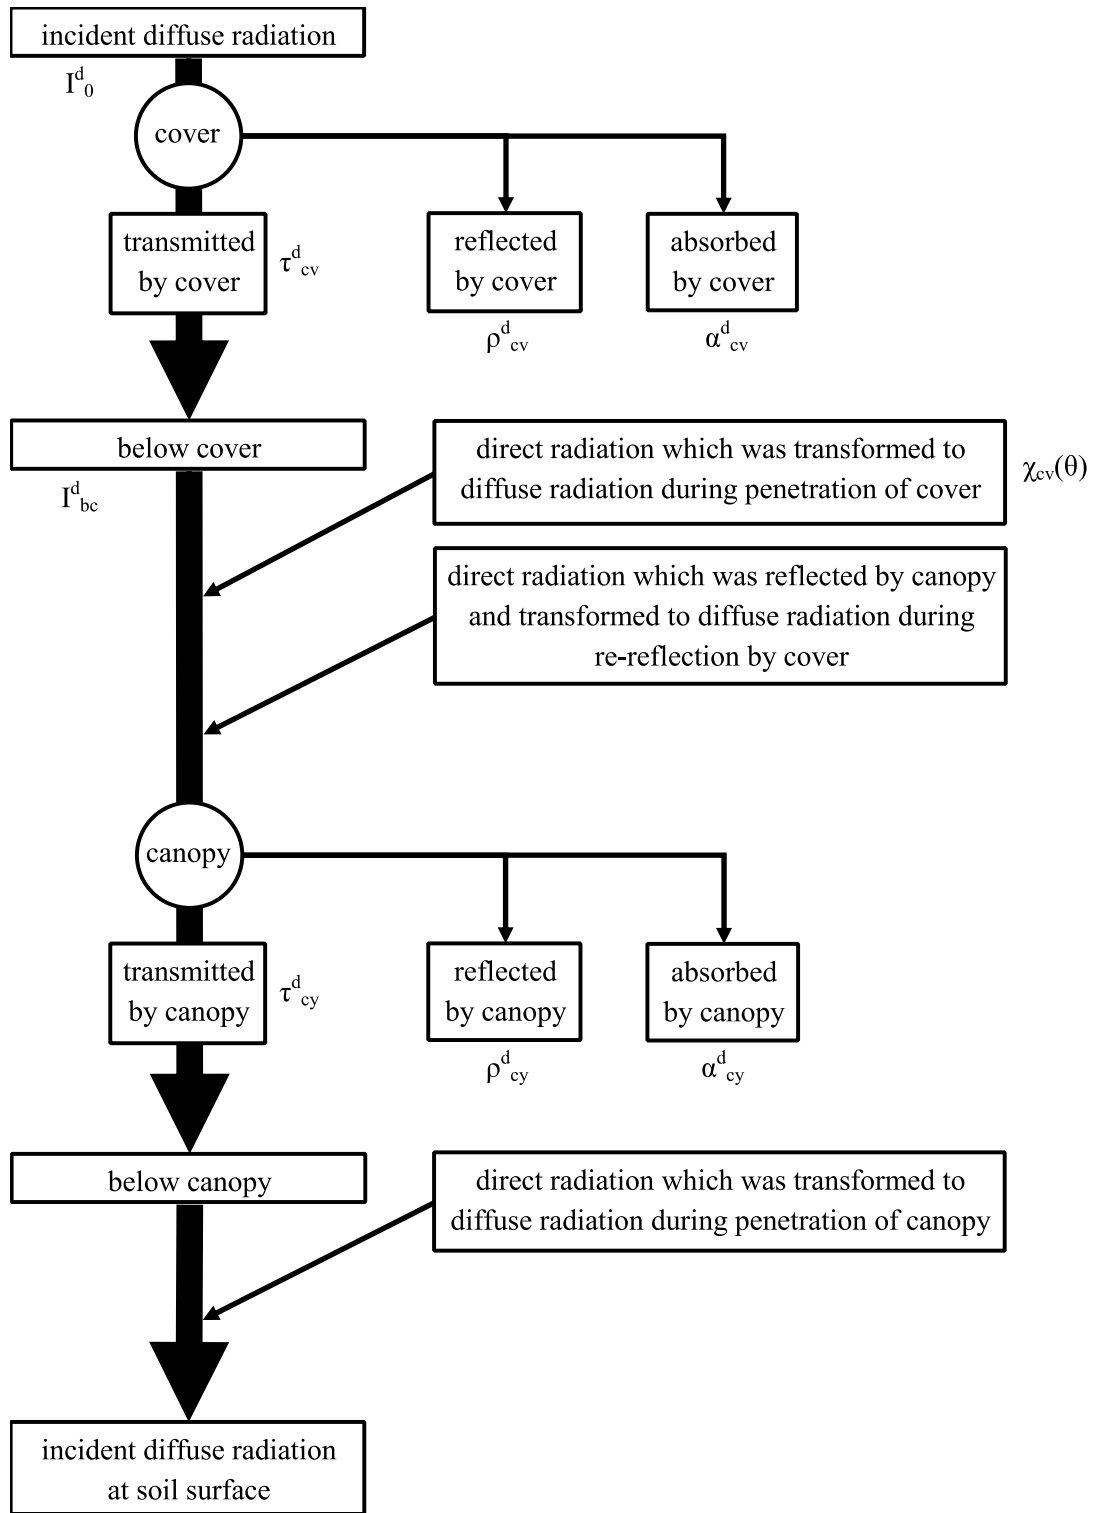 incident diffuse radiation
I^d_0
cover
transmitted
by cover
τ^d_cv
reflected
by cover
ρ^d_cv
absorbed
by cover
α^d_cv
below cover
I^d_bc
direct radiation which was transformed to
diffuse radiation during penetration of cover
χ_cv(θ)
direct radiation which was reflected by canopy
and transformed to diffuse radiation during
re-reflection by cover
canopy
transmitted
by canopy
τ^d_cy
reflected
by canopy
ρ^d_cy
absorbed
by canopy
α^d_cy
below canopy
direct radiation which was transformed to
diffuse radiation during penetration of canopy
incident diffuse radiation
at soil surface